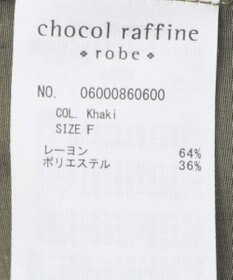 chocol raffine
robe
NO. 06000860600
COL. Khaki
SIZE F
レーヨン 64%
ポリエステル 36%